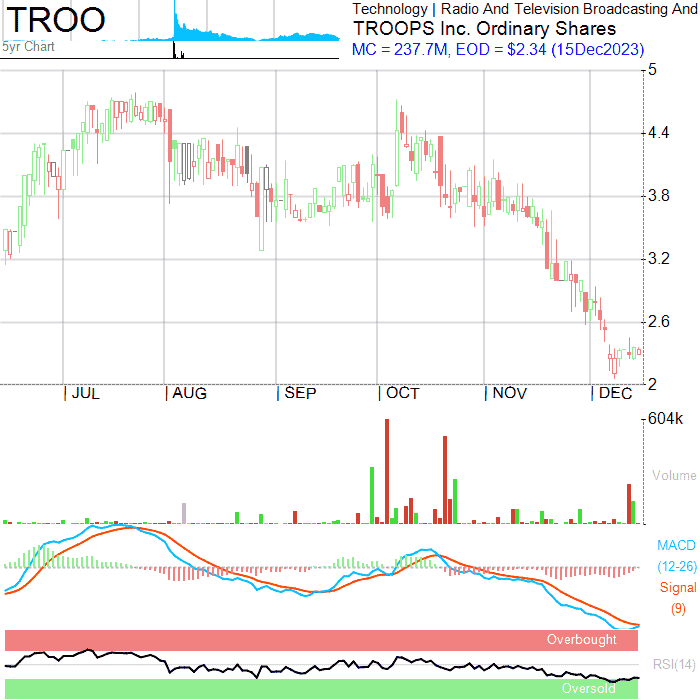 TROO
5yr Chart
Technology | Radio And Television Broadcasting And
TROOPS Inc. Ordinary Shares
MC = 237.7M, EOD = $2.34 (15Dec2023)
5
4.4
3.8
3.2
2.6
2
JUL
AUG
SEP
OCT
NOV
DEC
604k
Volume
MACD
(12-26)
Signal
(9)
Overbought
RSI(14)
Oversold